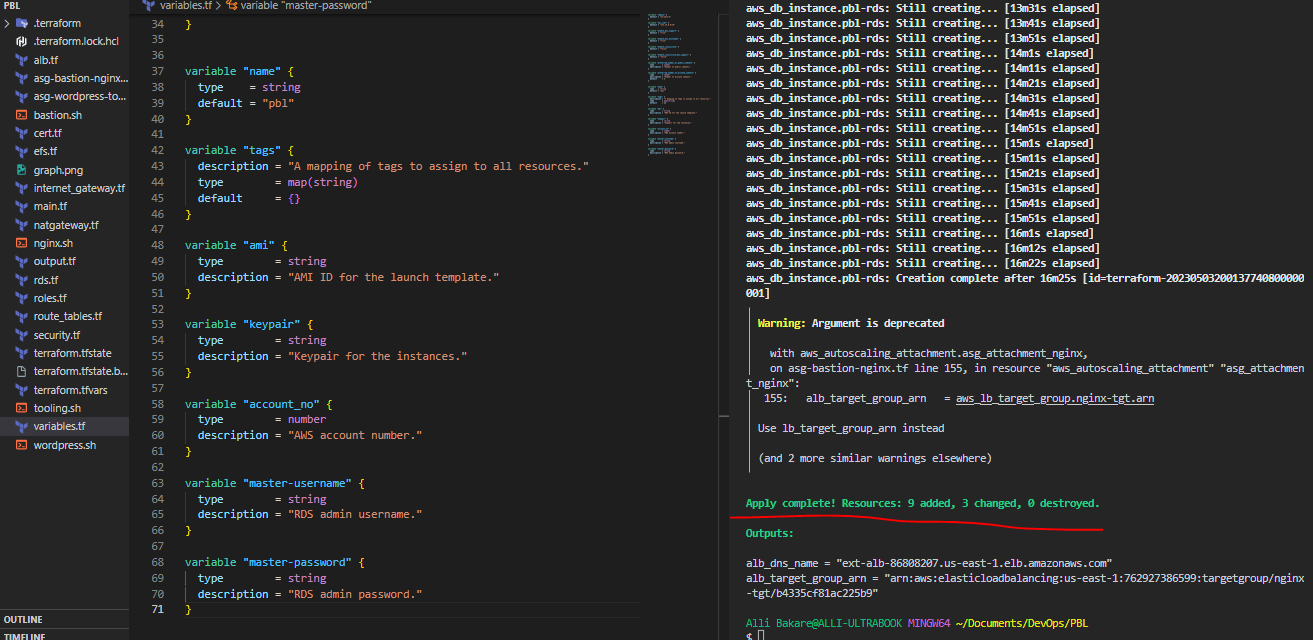 PBL
.terraform
.terraform.lock.hcl
alb.tf
asg-bastion-nginx...
asg-wordpress-to...
bastion.sh
cert.tf
efs.tf
graph.png
internet_gateway.tf
main.tf
natgateway.tf
nginx.sh
output.tf
rds.tf
roles.tf
route_tables.tf
security.tf
terraform.tfstate
terraform.tfstate.b...
terraform.tfvars
tooling.sh
variables.tf
wordpress.sh
OUTLINE
TIMELINE
variables.tf > variable "master-password"
34 }
35
36
37 variable "name" {
38 type = string
39 default = "pbl"
40 }
41
42 variable "tags" {
43 description = "A mapping of tags to assign to all resources."
44 type = map(string)
45 default = {}
46 }
47
48 variable "ami" {
49 type = string
50 description = "AMI ID for the launch template."
51 }
52
53 variable "keypair" {
54 type = string
55 description = "Keypair for the instances."
56 }
57
58 variable "account_no" {
59 type = number
60 description = "AWS account number."
61 }
62
63 variable "master-username" {
64 type = string
65 description = "RDS admin username."
66 }
67
68 variable "master-password" {
69 type = string
70 description = "RDS admin password."
71 }
aws_db_instance.pbl-rds: Still creating... [13m31s elapsed]
aws_db_instance.pbl-rds: Still creating... [13m41s elapsed]
aws_db_instance.pbl-rds: Still creating... [13m51s elapsed]
aws_db_instance.pbl-rds: Still creating... [14m1s elapsed]
aws_db_instance.pbl-rds: Still creating... [14m11s elapsed]
aws_db_instance.pbl-rds: Still creating... [14m21s elapsed]
aws_db_instance.pbl-rds: Still creating... [14m31s elapsed]
aws_db_instance.pbl-rds: Still creating... [14m41s elapsed]
aws_db_instance.pbl-rds: Still creating... [14m51s elapsed]
aws_db_instance.pbl-rds: Still creating... [15m1s elapsed]
aws_db_instance.pbl-rds: Still creating... [15m11s elapsed]
aws_db_instance.pbl-rds: Still creating... [15m21s elapsed]
aws_db_instance.pbl-rds: Still creating... [15m31s elapsed]
aws_db_instance.pbl-rds: Still creating... [15m41s elapsed]
aws_db_instance.pbl-rds: Still creating... [15m51s elapsed]
aws_db_instance.pbl-rds: Still creating... [16m1s elapsed]
aws_db_instance.pbl-rds: Still creating... [16m12s elapsed]
aws_db_instance.pbl-rds: Still creating... [16m22s elapsed]
aws_db_instance.pbl-rds: Creation complete after 16m25s [id=terraform-20230503200137740800000
001]
Warning: Argument is deprecated
with aws_autoscaling_attachment.asg_attachment_nginx,
on asg-bastion-nginx.tf line 155, in resource "aws_autoscaling_attachment" "asg_attachmen
t_nginx":
155: alb_target_group_arn = aws_lb_target_group.nginx-tgt.arn
Use lb_target_group_arn instead
(and 2 more similar warnings elsewhere)
Apply complete! Resources: 9 added, 3 changed, 0 destroyed.
Outputs:
alb_dns_name = "ext-alb-86808207.us-east-1.elb.amazonaws.com"
alb_target_group_arn = "arn:aws:elasticloadbalancing:us-east-1:762927386599:targetgroup/nginx
-tgt/b4335cf81ac225b9"
Alli Bakare@ALLI-ULTRABOOK MINGW64 ~/Documents/DevOps/PBL
$